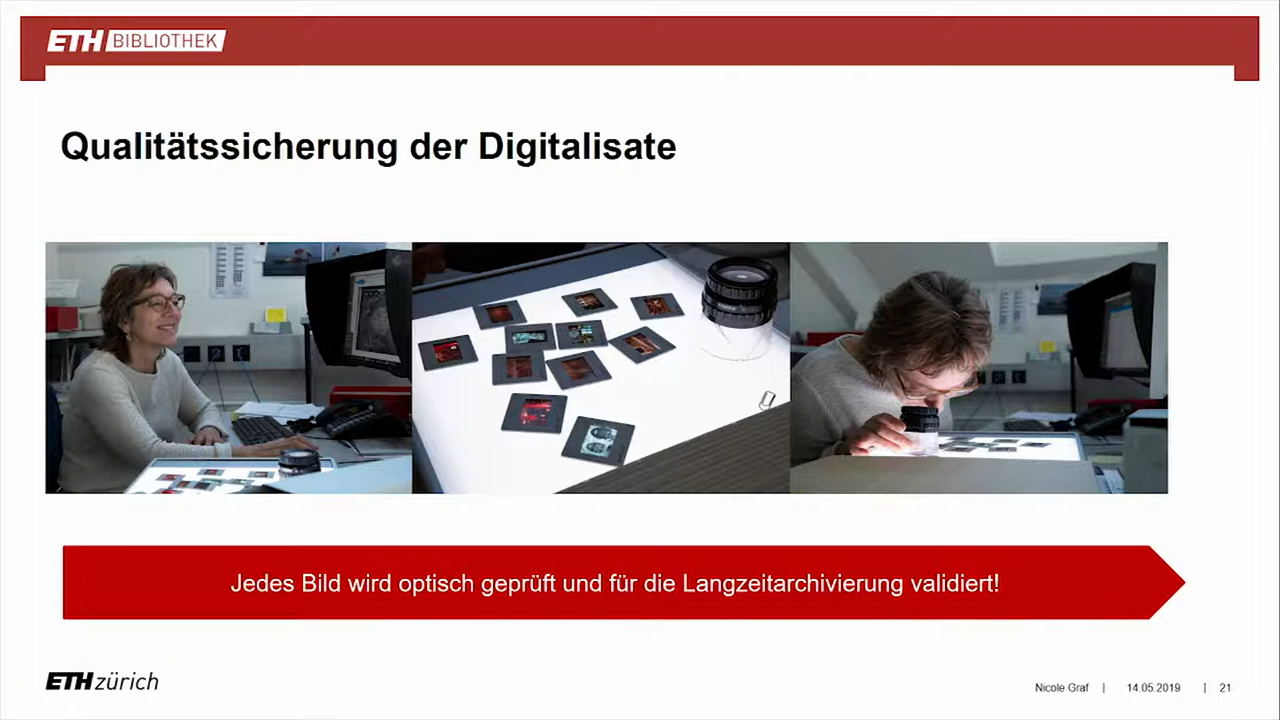 ETH BIBLIOTHEK
Qualitätssicherung der Digitalisate
Jedes Bild wird optisch geprüft und für die Langzeitarchivierung validiert!
ETH zürich
Nicole Graf | 14.05.2019 | 21